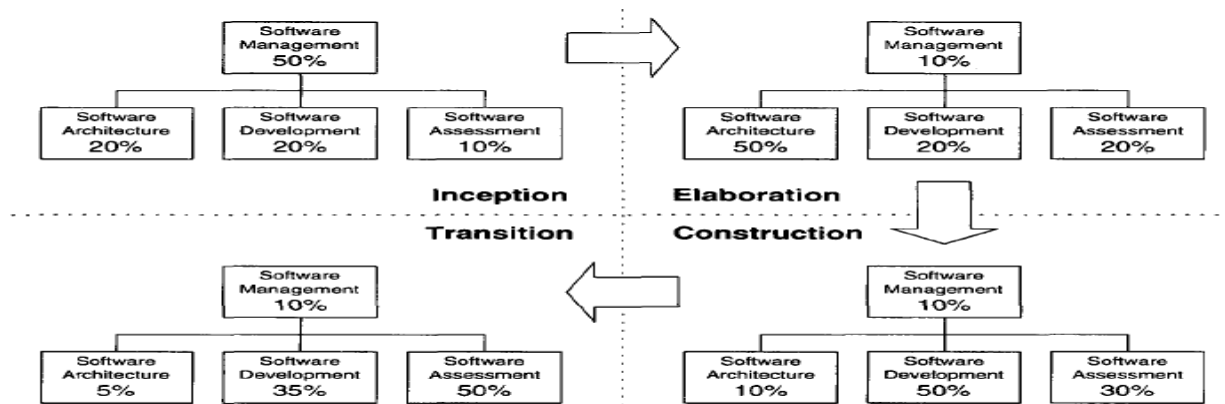 Software
Management
50%
Software
Architecture
20%
Software
Development
20%
Software
Assessment
10%
Inception
Software
Management
10%
Software
Architecture
50%
Software
Development
20%
Software
Assessment
20%
Elaboration
Transition
Software
Management
10%
Software
Architecture
5%
Software
Development
35%
Software
Assessment
50%
Construction
Software
Management
10%
Software
Architecture
10%
Software
Development
50%
Software
Assessment
30%